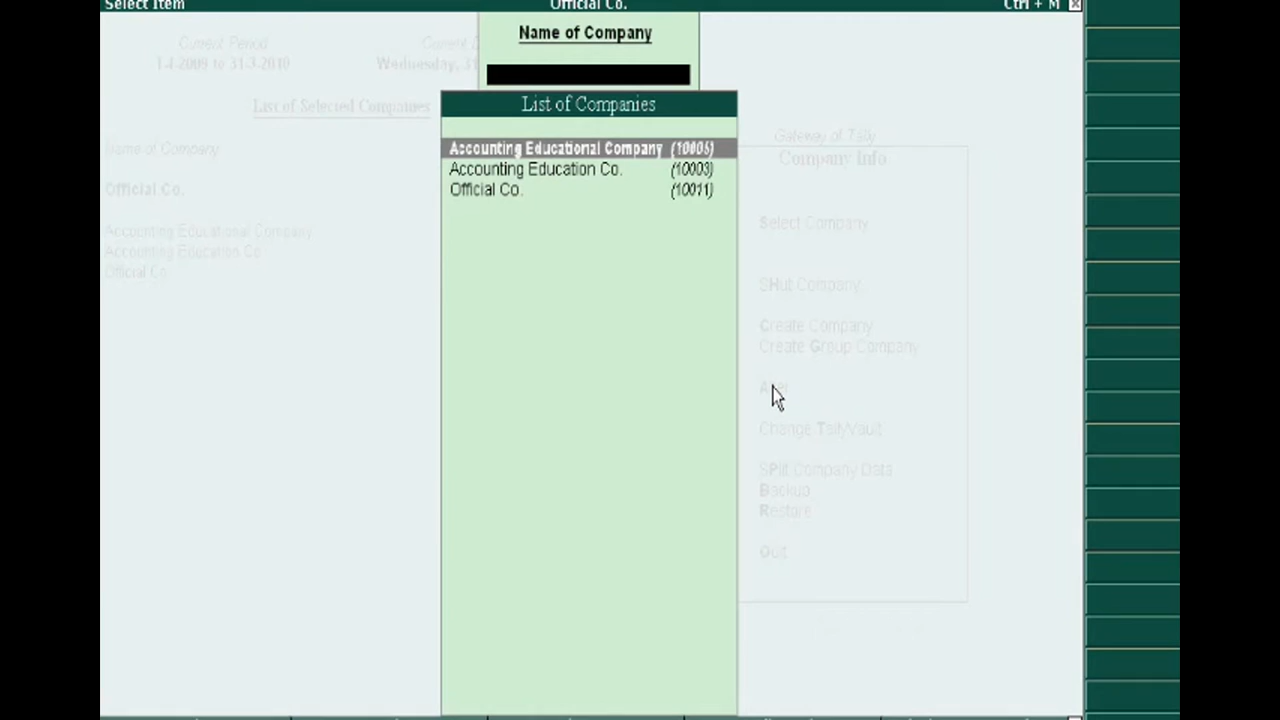 Select Item Official Co. Ctrl + M
Name of Company
List of Companies
Accounting Educational Company (10005)
Accounting Education Co. (10003)
Official Co. (10011)
Current Period
1-4-2009 to 31-3-2010
Wednesday, 31
List of Selected Companies
Name of Company
Official Co.
Accounting Educational Company
Accounting Education Co.
Official Co.
Gateway of Tally
Company Info
Select Company
SHut Company
Create Company
Create Group Company
Change TallyVault
SPlit Company Data
Backup
Restore
Quit